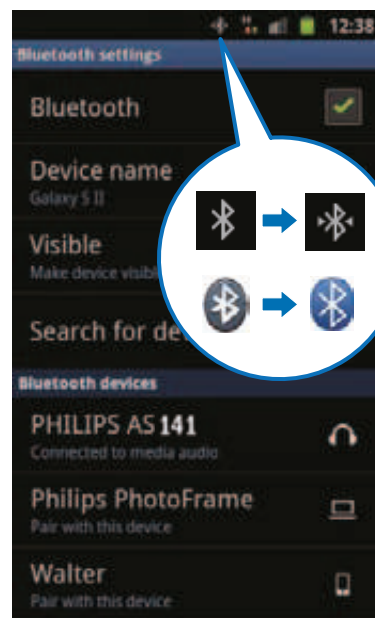 12:38
Bluetooth settings
Bluetooth
Device name
Galaxy S II
Visible
Make device visibl
Search for de
Bluetooth devices
PHILIPS AS 141
Connected to media audio
Philips PhotoFrame
Pair with this device
Walter
Pair with this device